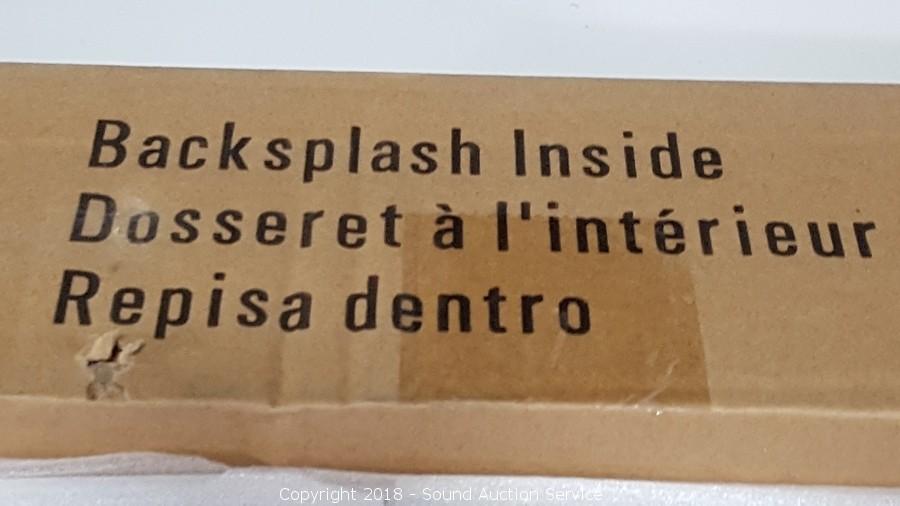 Backsplash Inside
Dosseret à l'intérieur
Repisa dentro
Copyright 2018 - Sound Auction Service